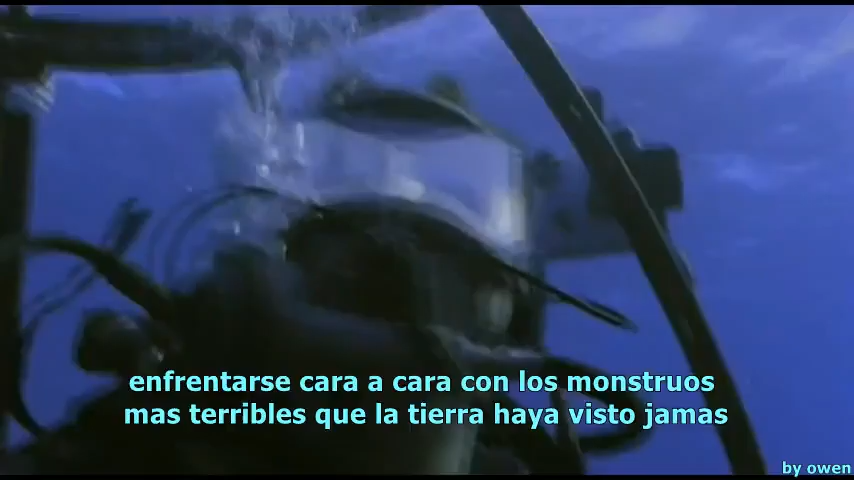 enfrentarse cara a cara con los monstruos
mas terribles que la tierra haya visto jamas
by owen